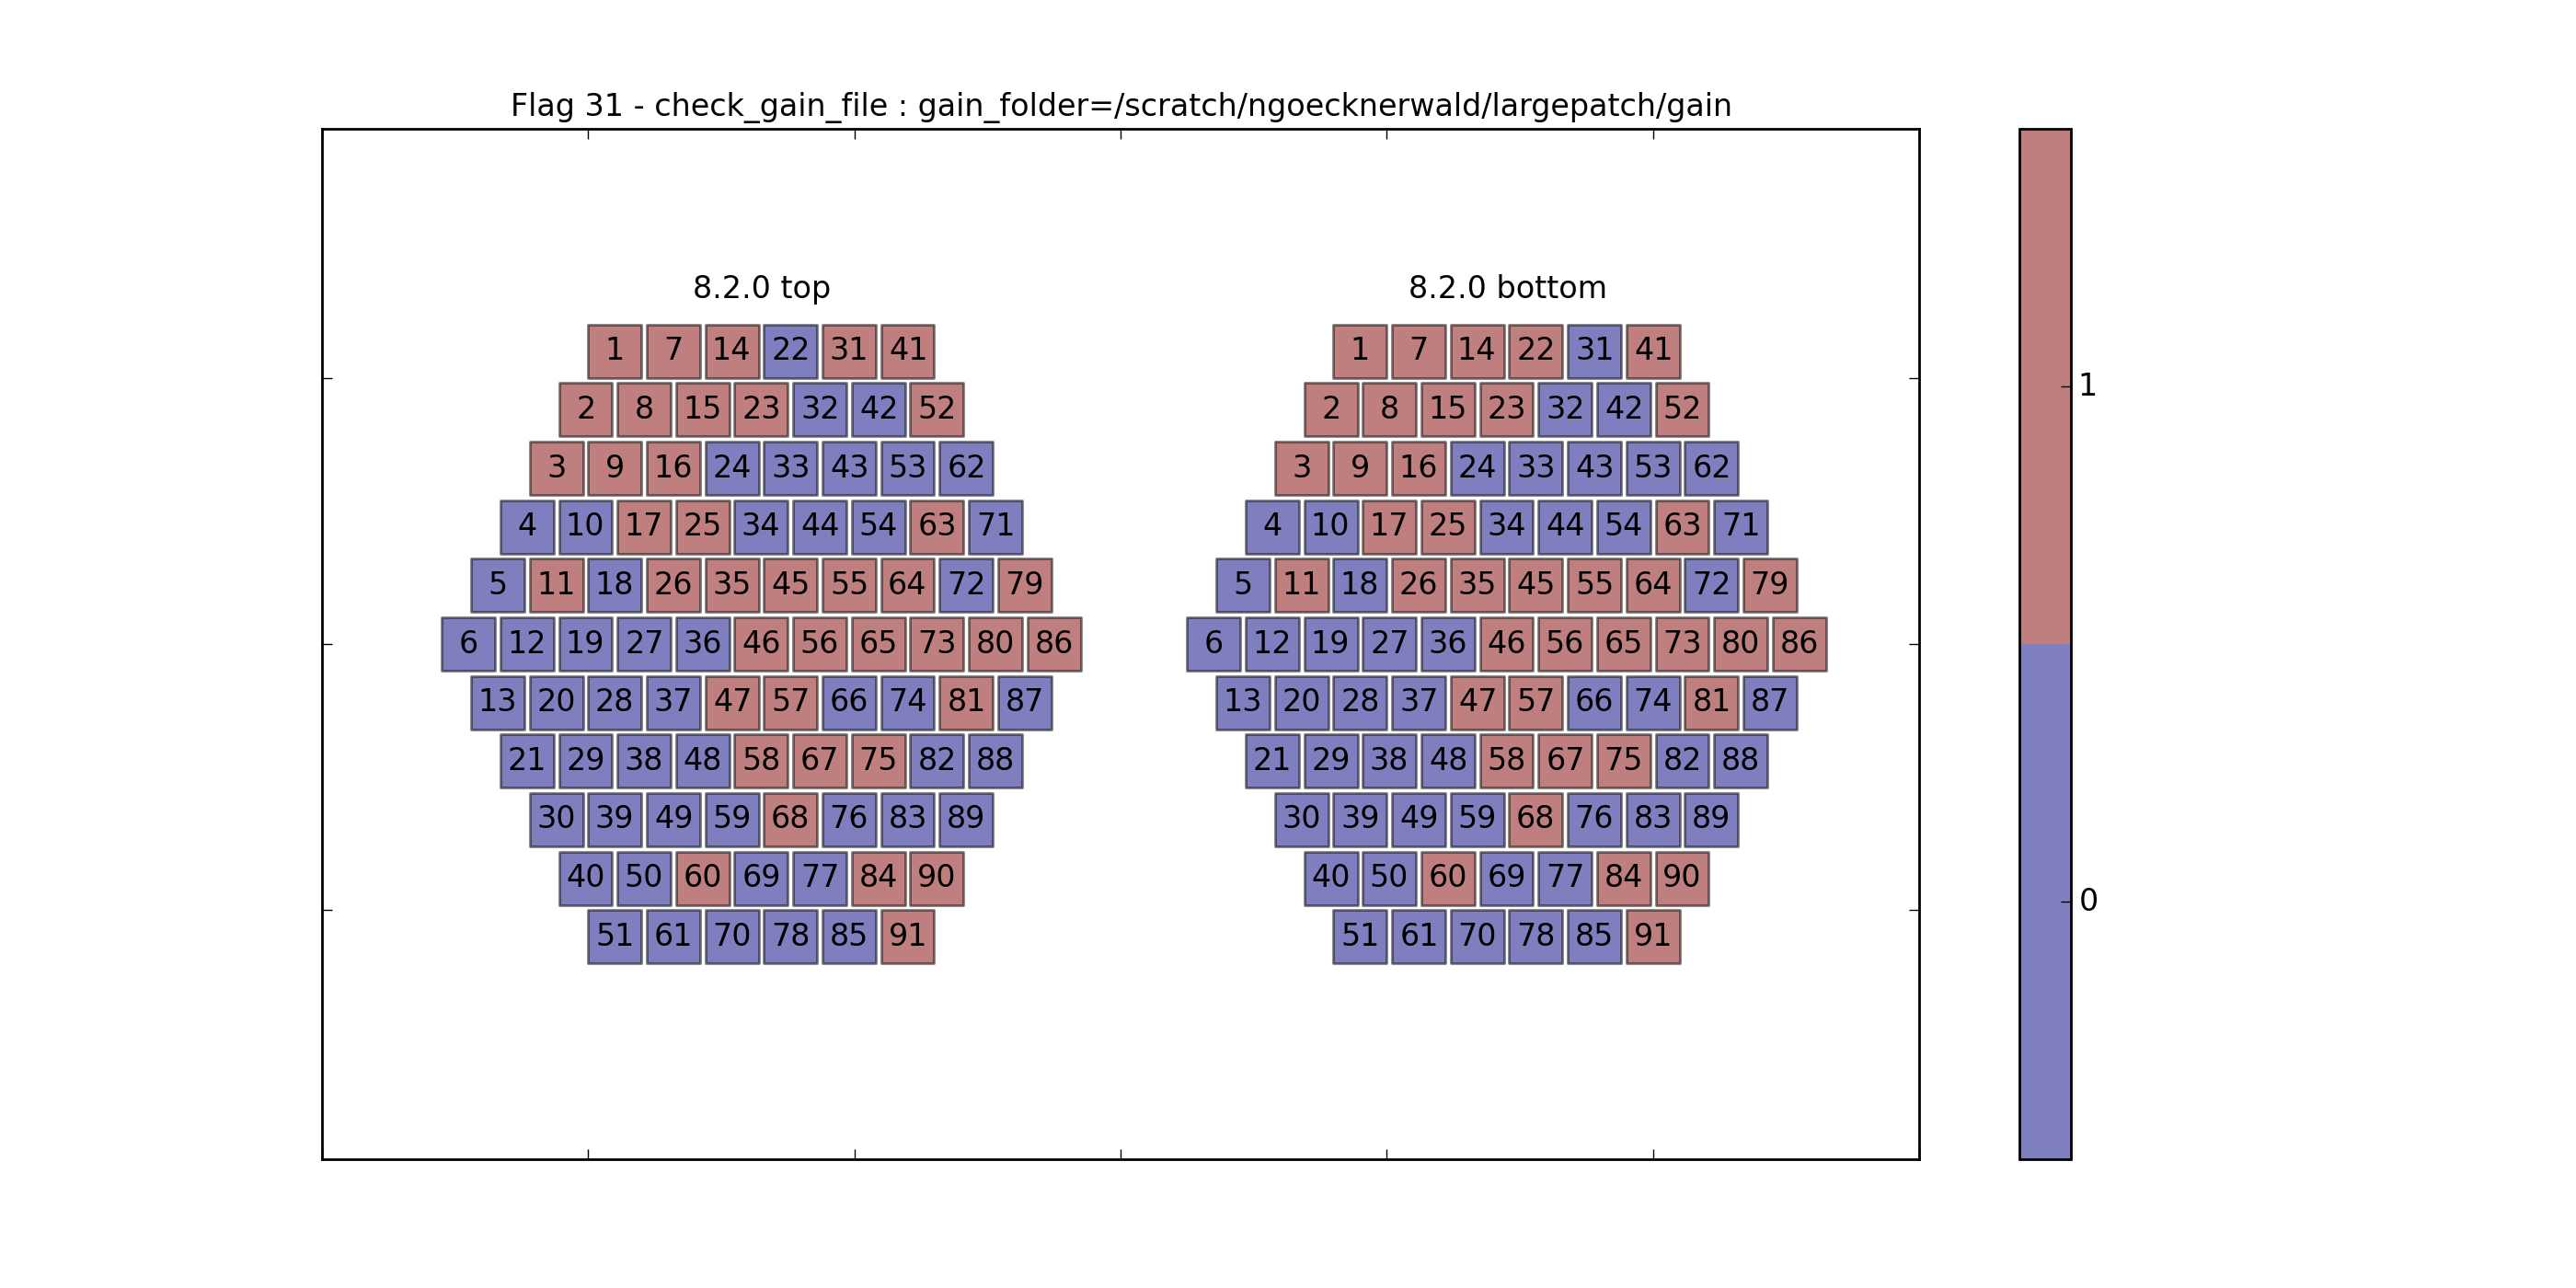 Flag 31 - check_gain_file : gain_folder=/scratch/ngoecknerwald/largepatch/gain
8.2.0 top
1 7 14 22 31 41
2 8 15 23 32 42 52
3 9 16 24 33 43 53 62
4 10 17 25 34 44 54 63 71
5 11 18 26 35 45 55 64 72 79
6 12 19 27 36 46 56 65 73 80 86
13 20 28 37 47 57 66 74 81 87
21 29 38 48 58 67 75 82 88
30 39 49 59 68 76 83 89
40 50 60 69 77 84 90
51 61 70 78 85 91
8.2.0 bottom
1 7 14 22 31 41
2 8 15 23 32 42 52
3 9 16 24 33 43 53 62
4 10 17 25 34 44 54 63 71
5 11 18 26 35 45 55 64 72 79
6 12 19 27 36 46 56 65 73 80 86
13 20 28 37 47 57 66 74 81 87
21 29 38 48 58 67 75 82 88
30 39 49 59 68 76 83 89
40 50 60 69 77 84 90
51 61 70 78 85 91
1
0